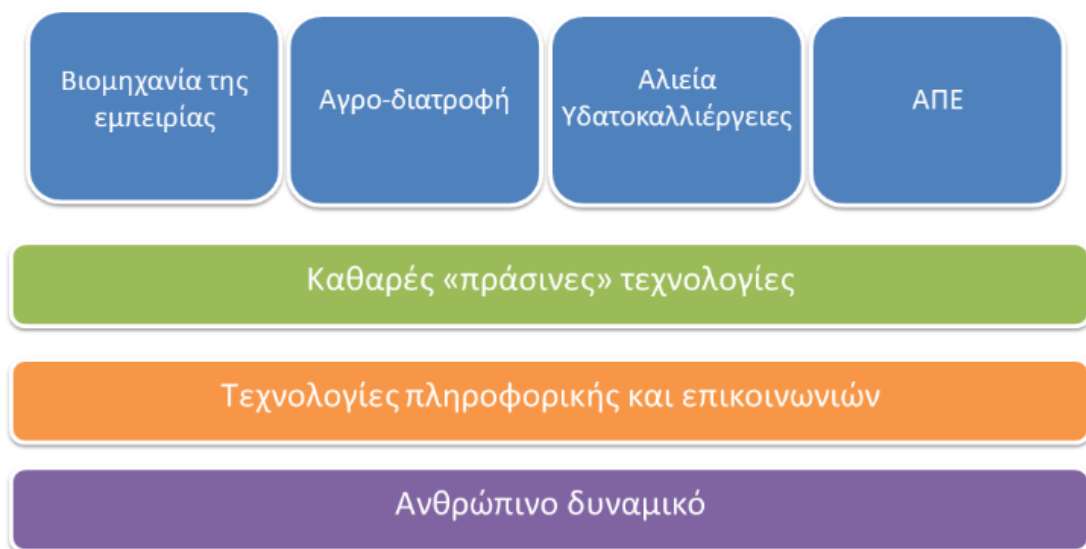 Βιομηχανία της
εμπειρίας
Αγρο-διατροφή
Αλιεία
Υδατοκαλλιέργειες
ΑΠΕ
Καθαρές «πράσινες» τεχνολογίες
Τεχνολογίες πληροφορικής και επικοινωνιών
Ανθρώπινο δυναμικό